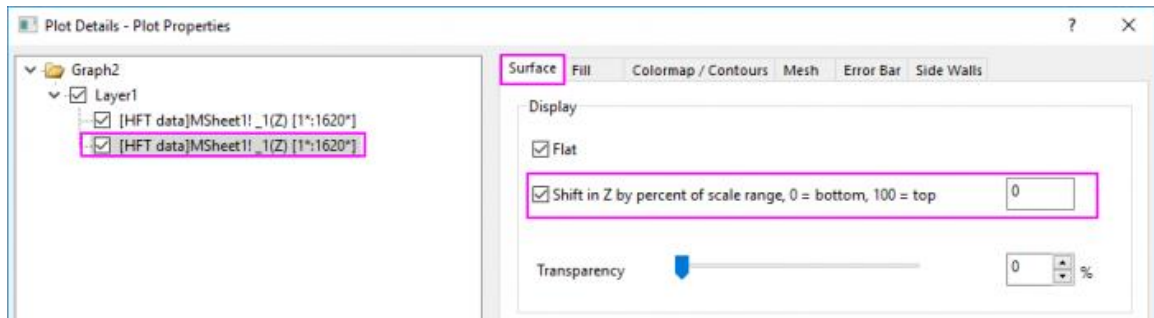 Plot Details - Plot Properties
?
Graph2
Layer1
[HFT data]MSheet1! _1(Z) [1*:1620*]
[HFT data]MSheet1! _1(Z) [1*:1620*]
Surface Fill Colormap / Contours Mesh Error Bar Side Walls
Display
Flat
Shift in Z by percent of scale range, 0 = bottom, 100 = top 0
Transparency 0 %